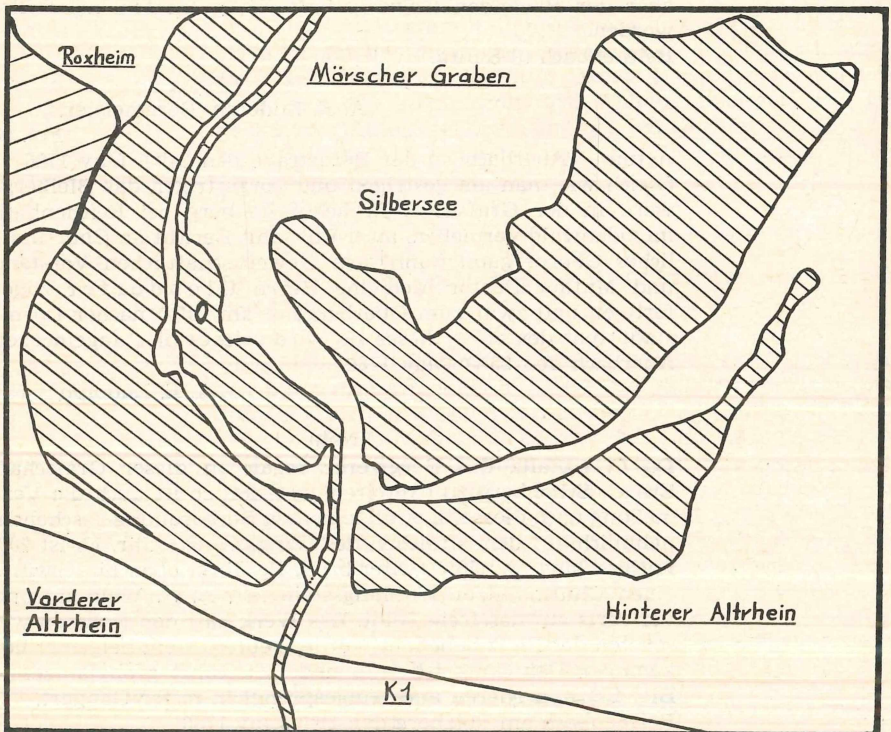 Roxheim
Mörscher Graben
Silbersee
Vorderer
Altrhein
Hinterer Altrhein
K1